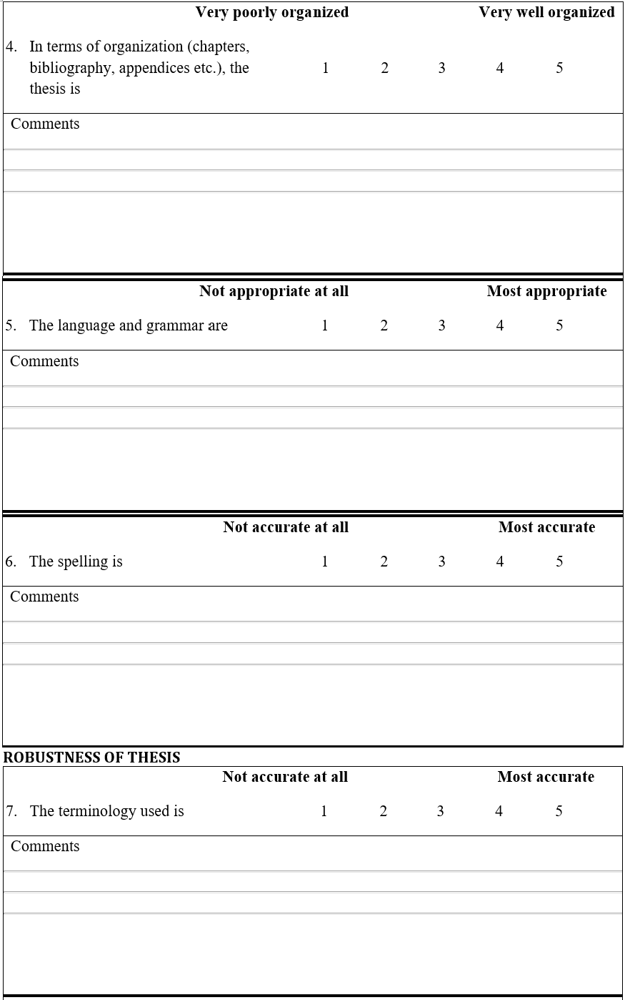 Very poorly organized Very well organized
4. In terms of organization (chapters,
bibliography, appendices etc.), the 1 2 3 4 5
thesis is
Comments
Not appropriate at all Most appropriate
5. The language and grammar are 1 2 3 4 5
Comments
Not accurate at all Most accurate
6. The spelling is 1 2 3 4 5
Comments
ROBUSTNESS OF THESIS
Not accurate at all Most accurate
7. The terminology used is 1 2 3 4 5
Comments